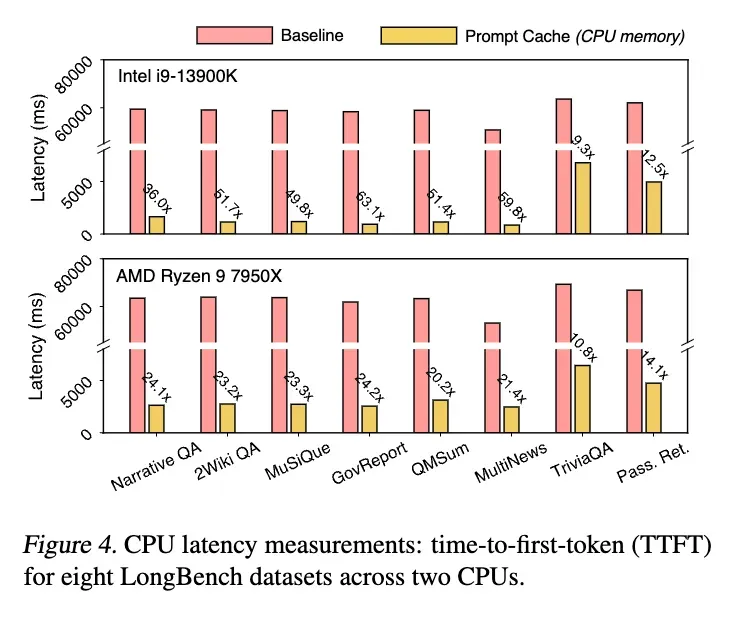 Baseline Prompt Cache (CPU memory)
Intel i9-13900K
Latency (ms)
80000
60000
5000
0
36.0x 51.7x 49.8x 63.1x 51.4x 59.8x 9.3x 12.5x
AMD Ryzen 9 7950X
Latency (ms)
80000
60000
5000
0
24.1x 23.2x 23.3x 24.2x 20.2x 21.4x 10.8x 14.1x
Narrative QA 2Wiki QA MuSiQue GovReport QMSum MultiNews TriviaQA Pass. Ret.
Figure 4. CPU latency measurements: time-to-first-token (TTFT)
for eight LongBench datasets across two CPUs.